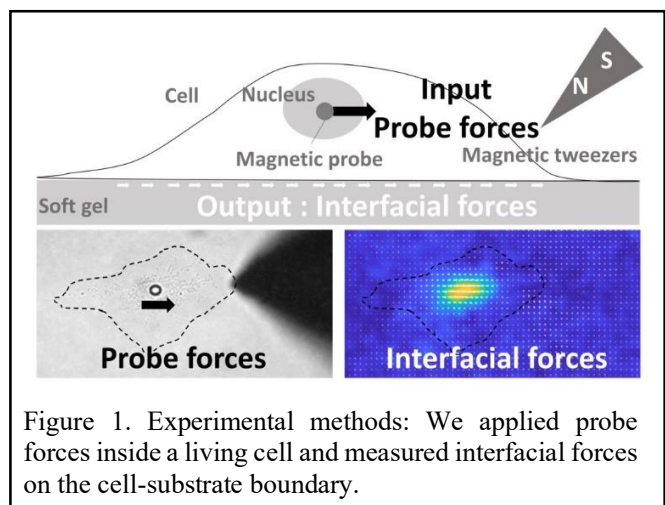 Cell
Nucleus
Input
Probe forces
S
N
Magnetic probe
Magnetic tweezers
Soft gel
Output : Interfacial forces
Probe forces
Interfacial forces
Figure 1. Experimental methods: We applied probe
forces inside a living cell and measured interfacial forces
on the cell-substrate boundary.